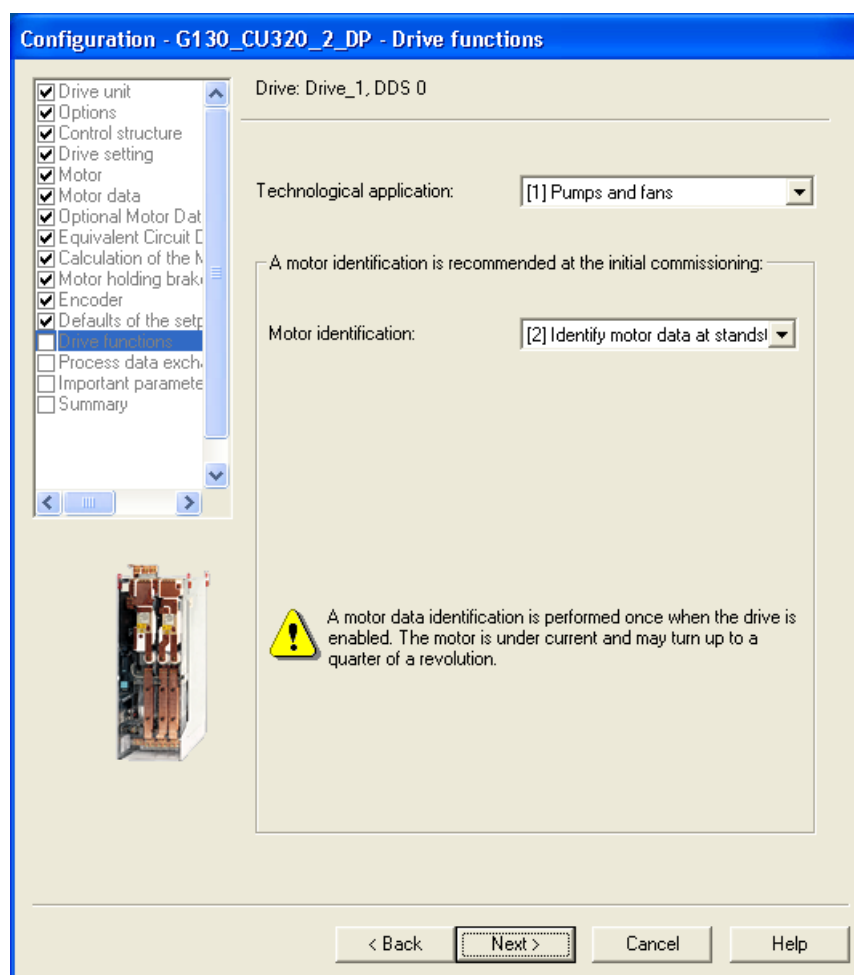 Configuration - G130_CU320_2_DP - Drive functions
Drive unit
Options
Control structure
Drive setting
Motor
Motor data
Optional Motor Dat
Equivalent Circuit D
Calculation of the M
Motor holding brak
Encoder
Defaults of the setp
Drive functions
Process data exch
Important paramete
Summary
Drive: Drive_1, DDS 0
Technological application:
[1] Pumps and fans
A motor identification is recommended at the initial commissioning:
Motor identification:
[2] Identify motor data at standsl
A motor data identification is performed once when the drive is
enabled. The motor is under current and may turn up to a
quarter of a revolution.
< Back
Next >
Cancel
Help